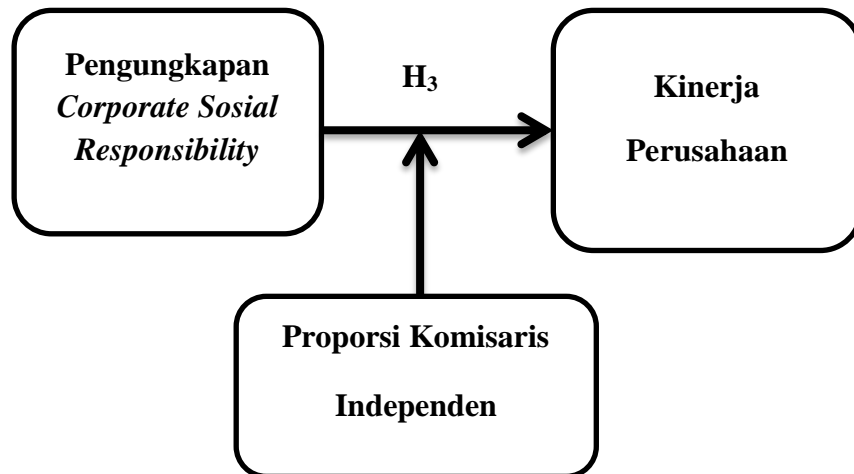 Pengungkapan
Corporate Sosial
Responsibility
H₃
Kinerja
Perusahaan
Proporsi Komisaris
Independen